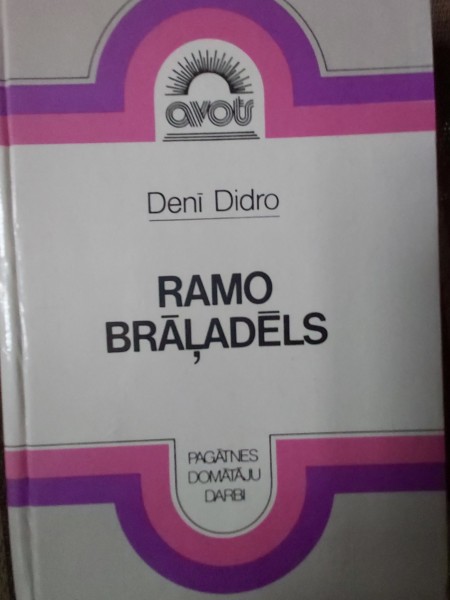 avots
Denī Didro
RAMO
BRĀĻADĒLS
PAGĀTNES
DOMĀTĀJU
DARBI